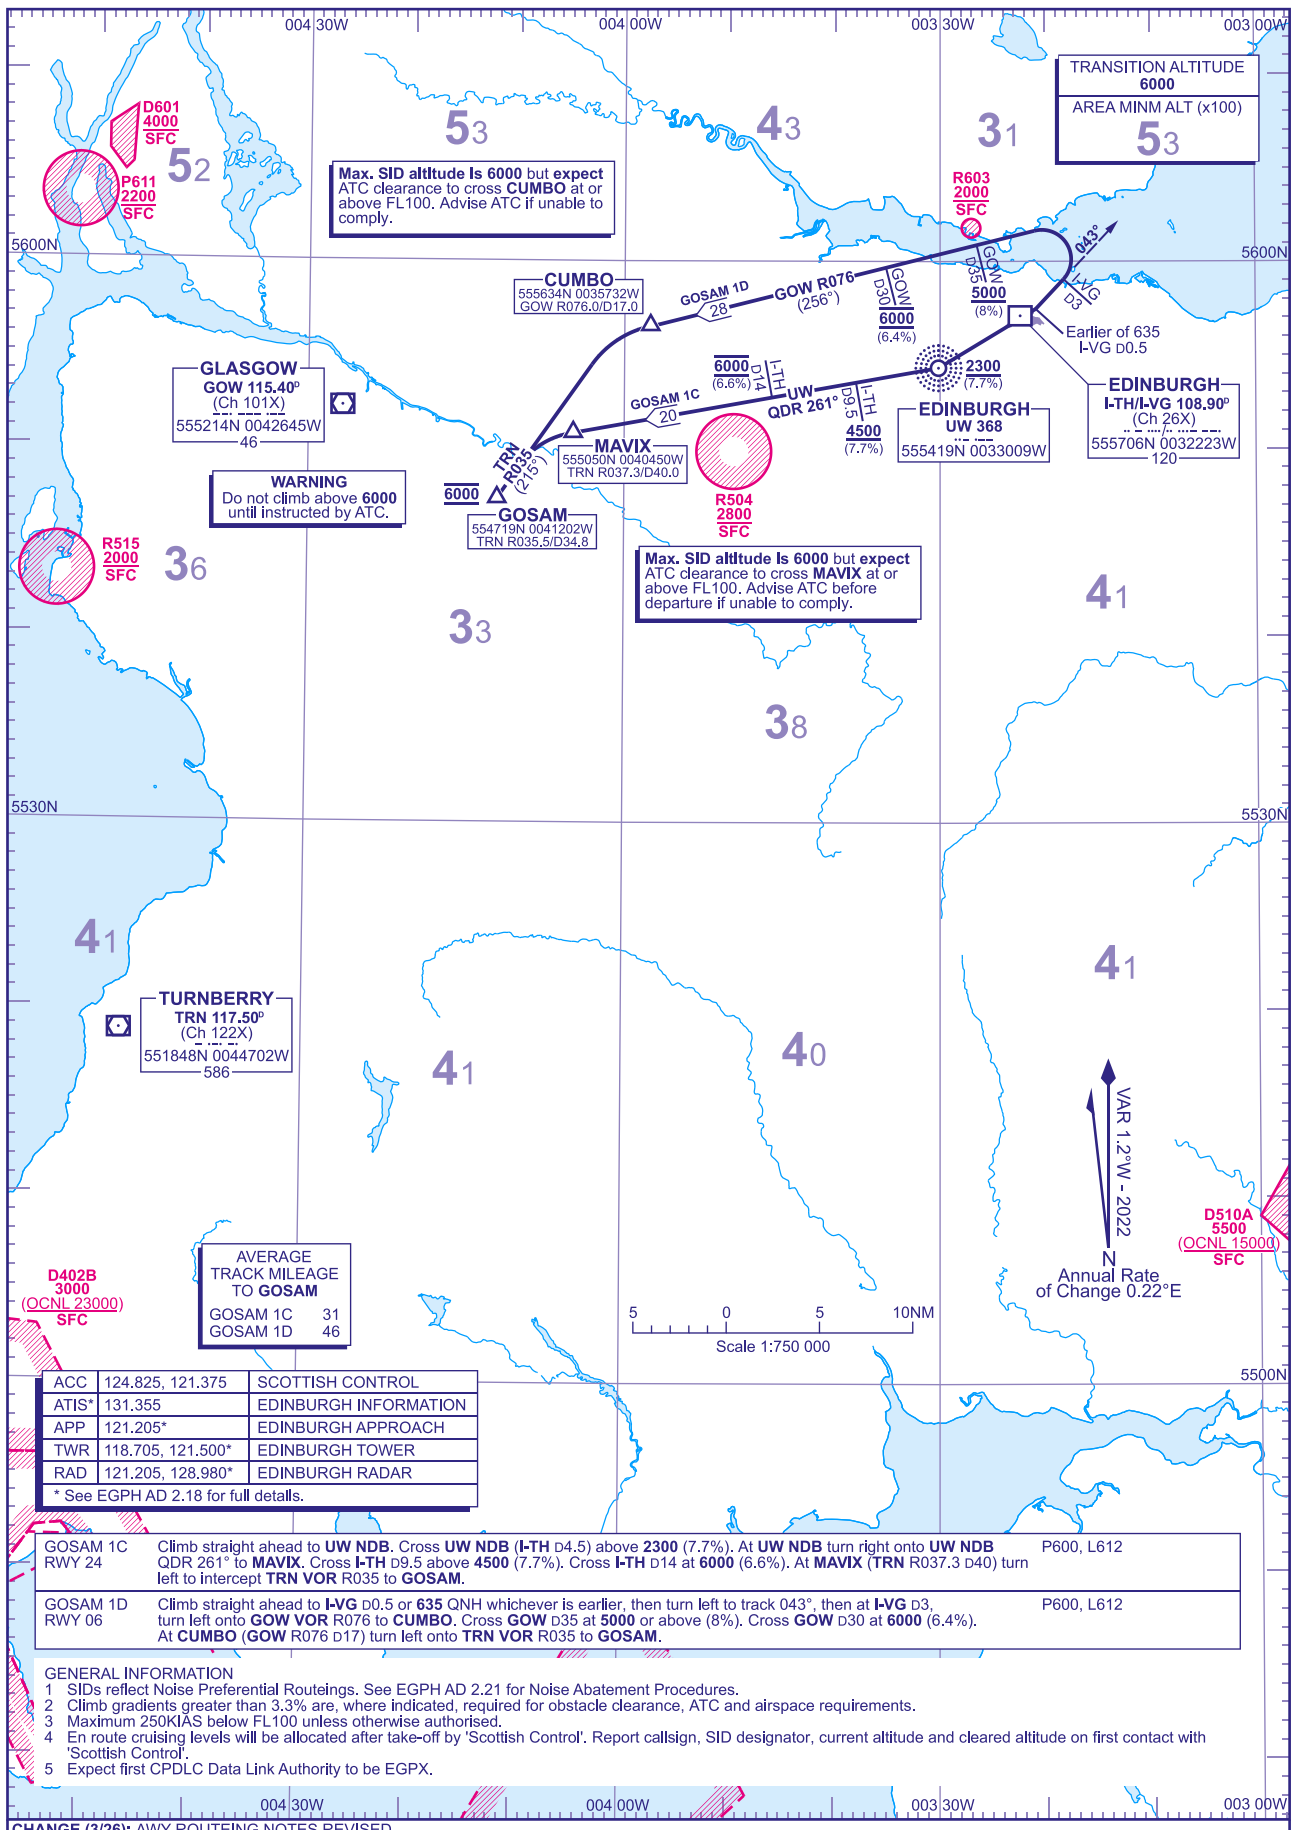 004 30W
004 00W
003 30W
003 00W
TRANSITION ALTITUDE
6000
AREA MINM ALT (x100)
53
D601
4000
SFC
52
53
43
31
P611
2200
SFC
Max. SID altitude is 6000 but expect
ATC clearance to cross CUMBO at or
above FL100. Advise ATC if unable to
comply.
R603
2000
SFC
5600N
5600N
043°
CUMBO
555634N 0035732W
GOW R076.0/D17.0
GOSAM 1D
28
GOW R076
(256°)
GOW
D30
6000
(6.4%)
GOW
D35
5000
(8%)
I-VG
D3
Earlier of 635
I-VG D0.5
GLASGOW
GOW 115.40ᴰ
(Ch 101X)
555214N 0042645W
46
6000
(6.6%)
I-TH
D14
UW
QDR 261°
GOSAM 1C
20
I-TH
D9.5
4500
(7.7%)
2300
(7.7%)
EDINBURGH
UW 368
555419N 0033009W
EDINBURGH
I-TH/I-VG 108.90ᴰ
(Ch 26X)
555706N 0032223W
120
MAVIX
555050N 0040450W
TRN R037.3/D40.0
TRN
R035
(215°)
6000
GOSAM
554719N 0041202W
TRN R035.5/D34.8
WARNING
Do not climb above 6000
until instructed by ATC.
R504
2800
SFC
R515
2000
SFC
36
33
Max. SID altitude is 6000 but expect
ATC clearance to cross MAVIX at or
above FL100. Advise ATC before
departure if unable to comply.
41
38
5530N
5530N
41
41
TURNBERRY
TRN 117.50ᴰ
(Ch 122X)
551848N 0044702W
586
41
40
VAR 1.2°W - 2022
N
Annual Rate
of Change 0.22°E
D510A
5500
(OCNL 15000)
SFC
D402B
3000
(OCNL 23000)
SFC
AVERAGE
TRACK MILEAGE
TO GOSAM
GOSAM 1C 31
GOSAM 1D 46
5 0 5 10NM
Scale 1:750 000
5500N
ACC 124.825, 121.375 SCOTTISH CONTROL
ATIS* 131.355 EDINBURGH INFORMATION
APP 121.205* EDINBURGH APPROACH
TWR 118.705, 121.500* EDINBURGH TOWER
RAD 121.205, 128.980* EDINBURGH RADAR
* See EGPH AD 2.18 for full details.
GOSAM 1C Climb straight ahead to UW NDB. Cross UW NDB (I-TH D4.5) above 2300 (7.7%). At UW NDB turn right onto UW NDB P600, L612
RWY 24 QDR 261° to MAVIX. Cross I-TH D9.5 above 4500 (7.7%). Cross I-TH D14 at 6000 (6.6%). At MAVIX (TRN R037.3 D40) turn
left to intercept TRN VOR R035 to GOSAM.
GOSAM 1D Climb straight ahead to I-VG D0.5 or 635 QNH whichever is earlier, then turn left to track 043°, then at I-VG D3, P600, L612
RWY 06 turn left onto GOW VOR R076 to CUMBO. Cross GOW D35 at 5000 or above (8%). Cross GOW D30 at 6000 (6.4%).
At CUMBO (GOW R076 D17) turn left onto TRN VOR R035 to GOSAM.
GENERAL INFORMATION
1 SIDs reflect Noise Preferential Routeings. See EGPH AD 2.21 for Noise Abatement Procedures.
2 Climb gradients greater than 3.3% are, where indicated, required for obstacle clearance, ATC and airspace requirements.
3 Maximum 250KIAS below FL100 unless otherwise authorised.
4 En route cruising levels will be allocated after take-off by 'Scottish Control'. Report callsign, SID designator, current altitude and cleared altitude on first contact with
'Scottish Control'.
5 Expect first CPDLC Data Link Authority to be EGPX.
004 30W
004 00W
003 30W
003 00W
CHANGE (3/26): AWY ROUTEING NOTES REVISED.